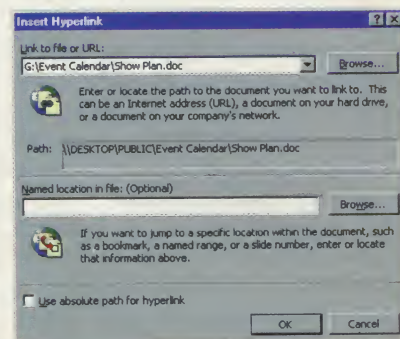 Insert Hyperlink
Link to file or URL:
G:\Event Calendar\Show Plan.doc
Browse...
Enter or locate the path to the document you want to link to. This
can be an Internet address (URL), a document on your hard drive,
or a document on your company's network.
Path: \\DESKTOP\PUBLIC\Event Calendar\Show Plan.doc
Named location in file: (Optional)
Browse...
If you want to jump to a specific location within the document, such
as a bookmark, a named range, or a slide number, enter or locate
that information above.
Use absolute path for hyperlink
OK Cancel